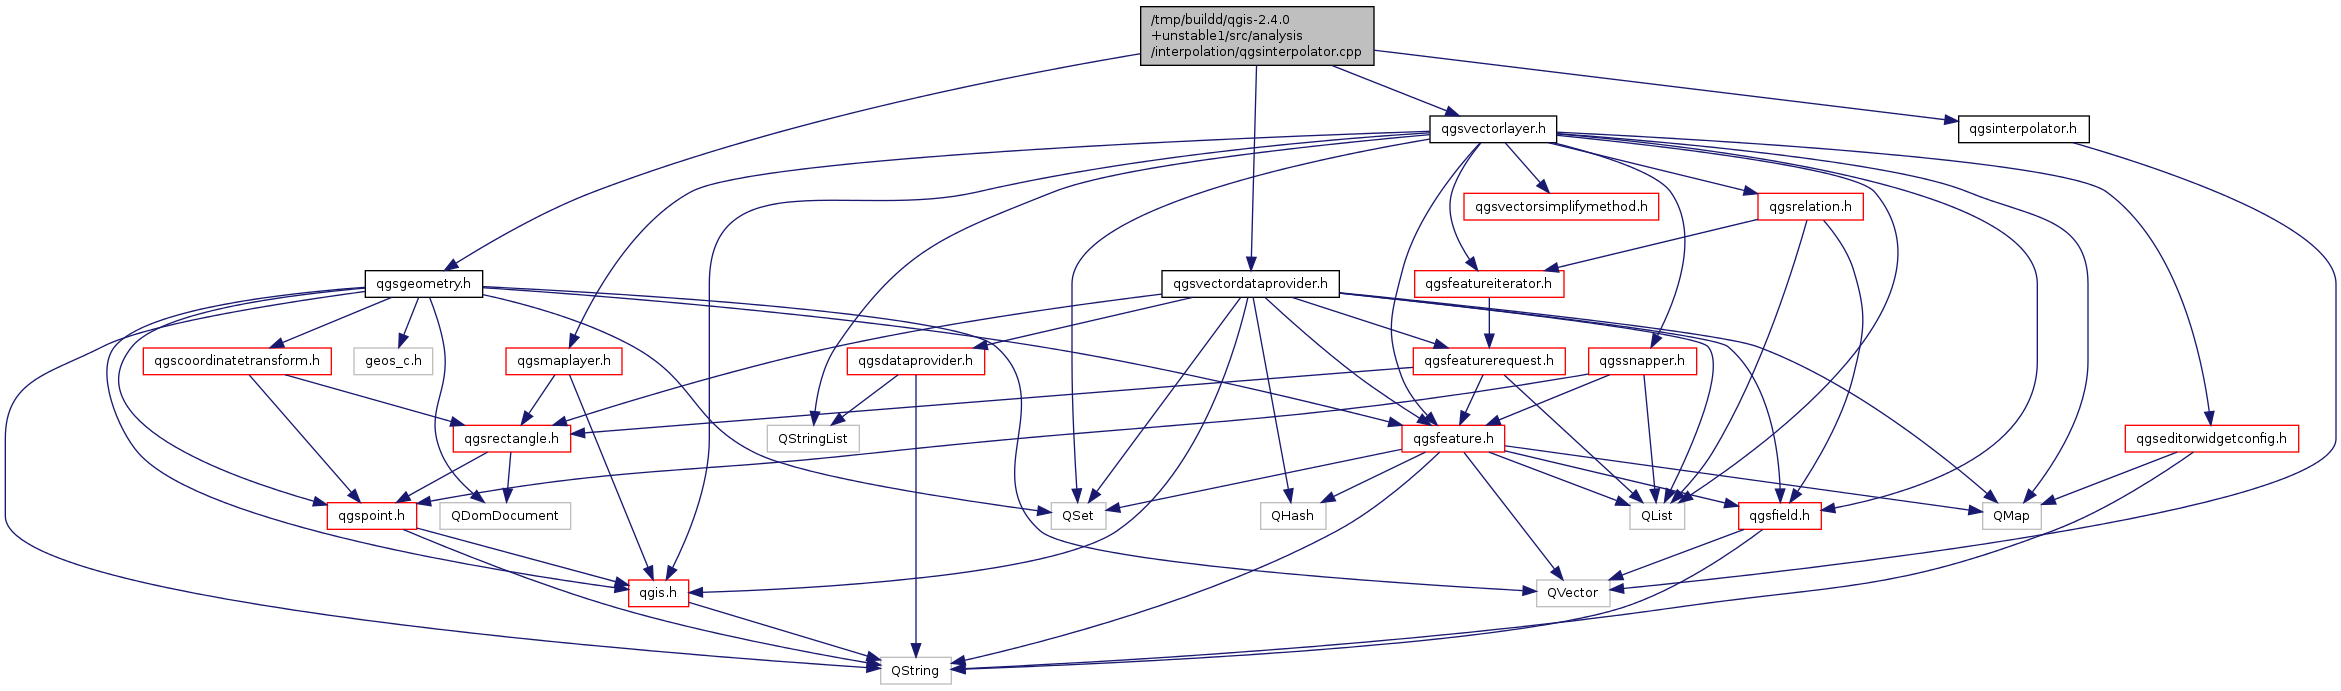 /tmp/buildd/qgis-2.4.0
+unstable1/src/analysis
/interpolation/qgsinterpolator.cpp
qgsvectorlayer.h
qgsinterpolator.h
qgsvectorsimplifymethod.h
qgsrelation.h
qgsgeometry.h
qgsvectordataprovider.h
qgsfeatureiterator.h
qgscoordinatetransform.h
geos_c.h
qgsmaplayer.h
qgsdataprovider.h
qgsfeaturerequest.h
qgssnapper.h
qgsrectangle.h
QStringList
qgsfeature.h
qgseditorwidgetconfig.h
qgspoint.h
QDomDocument
QSet
QHash
QList
qgsfield.h
QMap
qgis.h
QVector
QString